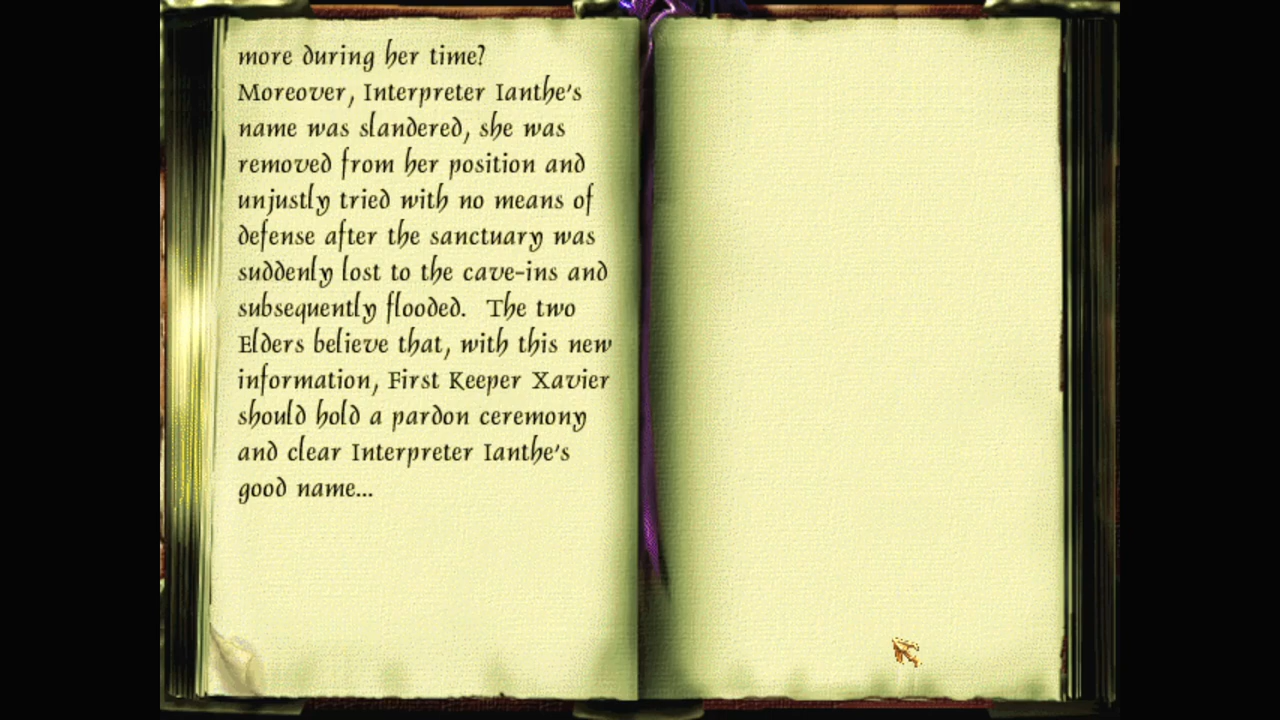 more during her time?
Moreover, Interpreter Ianthe's
name was slandered, she was
removed from her position and
unjustly tried with no means of
defense after the sanctuary was
suddenly lost to the cave-ins and
subsequently flooded.  The two
Elders believe that, with this new
information, First Keeper Xavier
should hold a pardon ceremony
and clear Interpreter Ianthe's
good name...